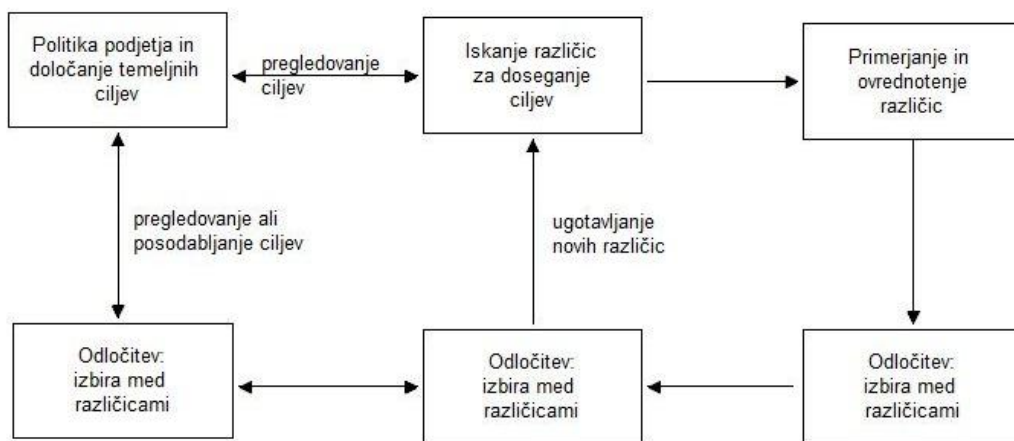 Politika podjetja in
določanje temeljnih
ciljev
pregledovanje
ciljev
Iskanje različic
za doseganje
ciljev
Primerjanje in
ovrednotenje
različic
pregledovanje ali
posodabljanje ciljev
ugotavljanje
novih različic
Odločitev:
izbira med
različicami
Odločitev:
izbira med
različicami
Odločitev:
izbira med
različicami